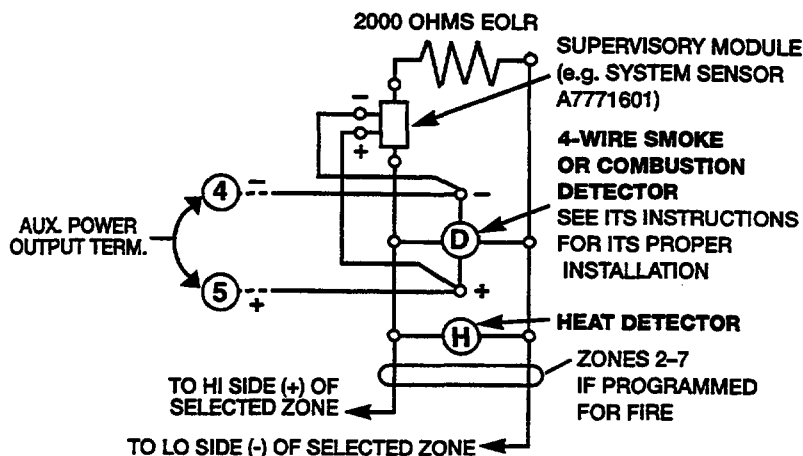 2000 OHMS EOLR
SUPERVISORY MODULE
(e.g. SYSTEM SENSOR
A7771601)
–
+
4-WIRE SMOKE
OR COMBUSTION
DETECTOR
SEE ITS INSTRUCTIONS
FOR ITS PROPER
INSTALLATION
4
–
–
D
AUX. POWER
OUTPUT TERM.
5
+
+
H
HEAT DETECTOR
ZONES 2–7
IF PROGRAMMED
FOR FIRE
TO HI SIDE (+) OF
SELECTED ZONE
TO LO SIDE (-) OF SELECTED ZONE